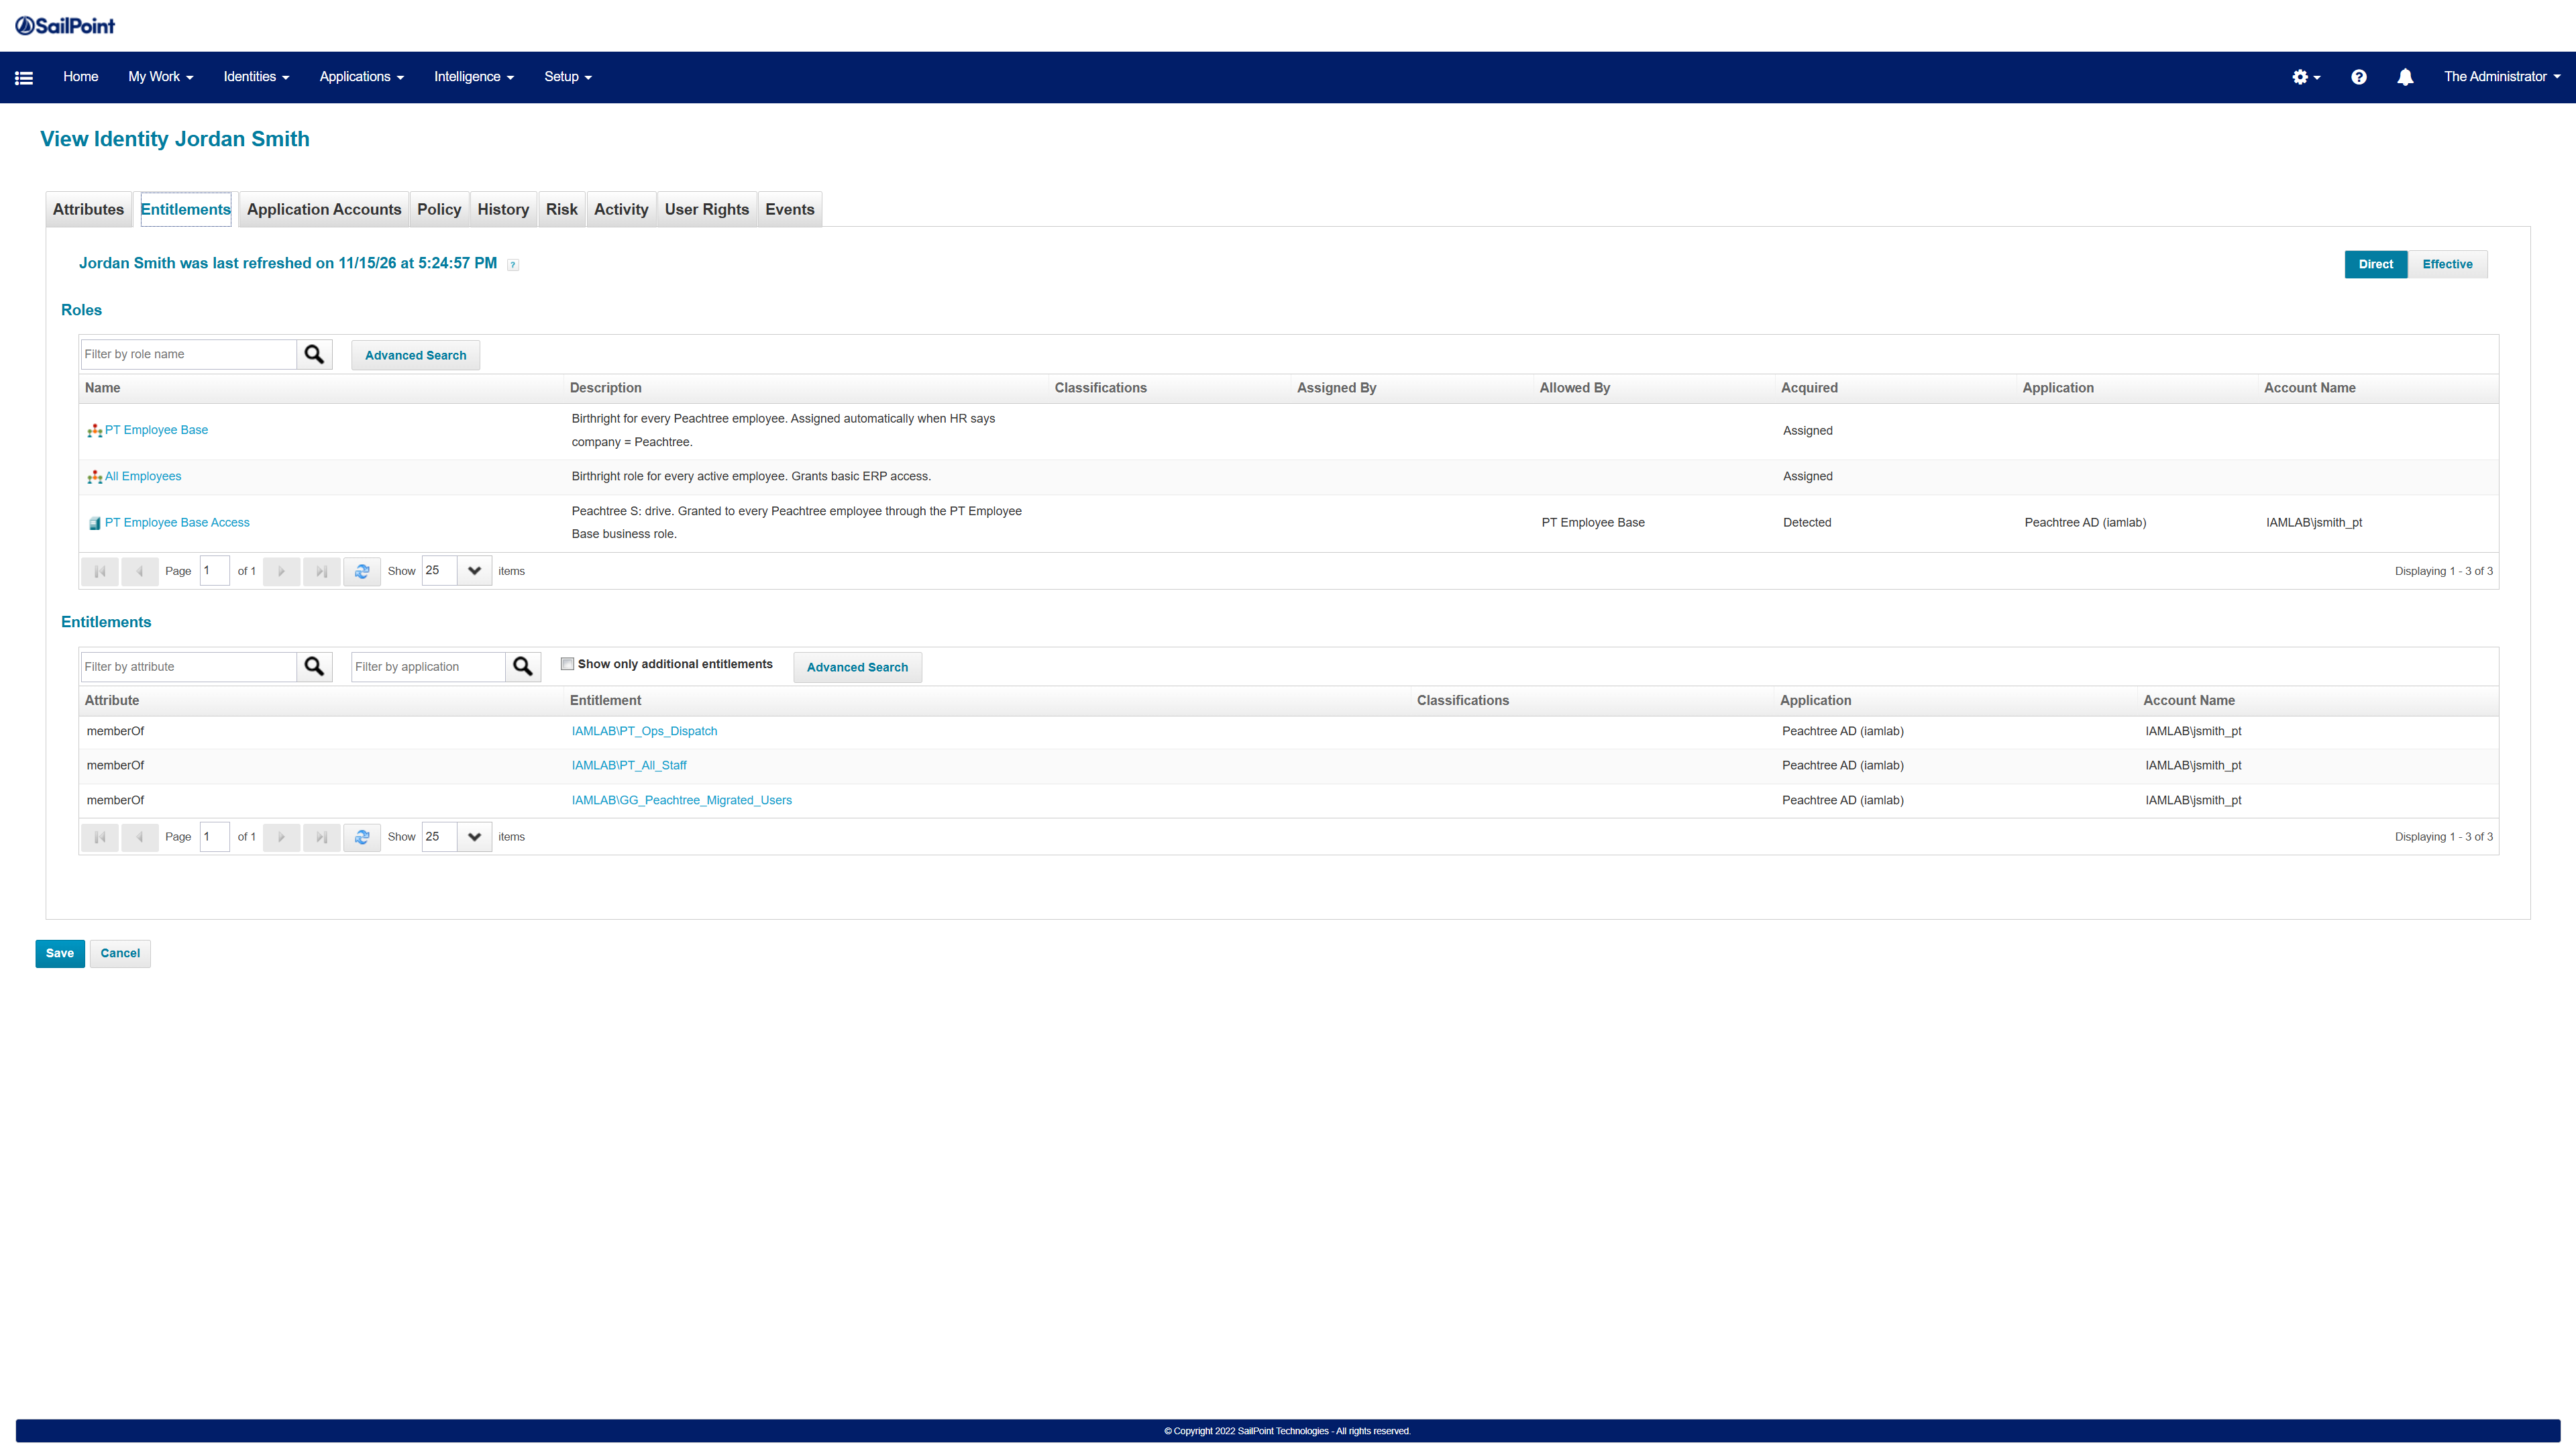 SailPoint
Home My Work Identities Applications Intelligence Setup The Administrator
View Identity Jordan Smith
Attributes Entitlements Application Accounts Policy History Risk Activity User Rights Events
Jordan Smith was last refreshed on 11/15/26 at 5:24:57 PM ?
Direct Effective
Roles
Filter by role name Advanced Search
Name Description Classifications Assigned By Allowed By Acquired Application Account Name
PT Employee Base Birthright for every Peachtree employee. Assigned automatically when HR says
company = Peachtree. Assigned
All Employees Birthright role for every active employee. Grants basic ERP access. Assigned
PT Employee Base Access Peachtree S: drive. Granted to every Peachtree employee through the PT Employee
Base business role. PT Employee Base Detected Peachtree AD (iamlab) IAMLAB\jsmith_pt
Page 1 of 1 Show 25 items Displaying 1 - 3 of 3
Entitlements
Filter by attribute Filter by application Show only additional entitlements Advanced Search
Attribute Entitlement Classifications Application Account Name
memberOf IAMLAB\PT_Ops_Dispatch Peachtree AD (iamlab) IAMLAB\jsmith_pt
memberOf IAMLAB\PT_All_Staff Peachtree AD (iamlab) IAMLAB\jsmith_pt
memberOf IAMLAB\GG_Peachtree_Migrated_Users Peachtree AD (iamlab) IAMLAB\jsmith_pt
Page 1 of 1 Show 25 items Displaying 1 - 3 of 3
Save Cancel
© Copyright 2022 SailPoint Technologies - All rights reserved.